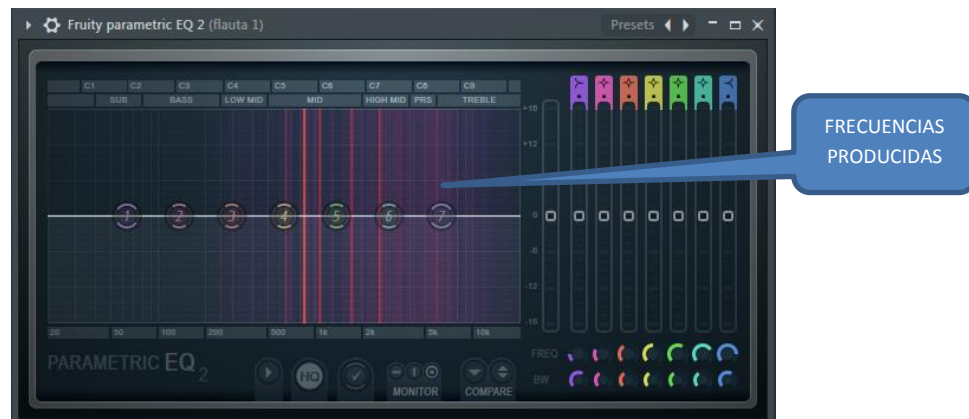 Fruity parametric EQ 2 (flauta 1) Presets
C1 C2 C3 C4 C5 C6 C7 C8 C9
SUB BASS LOW MID MID HIGH MID PRS TREBLE
+18
+12
FRECUENCIAS
PRODUCIDAS
1 2 3 4 5 6 7
0
-6
-12
-18
20 50 100 200 500 1k 2k 5k 10k
PARAMETRIC EQ 2
HQ
MONITOR
COMPARE
FREQ
BW